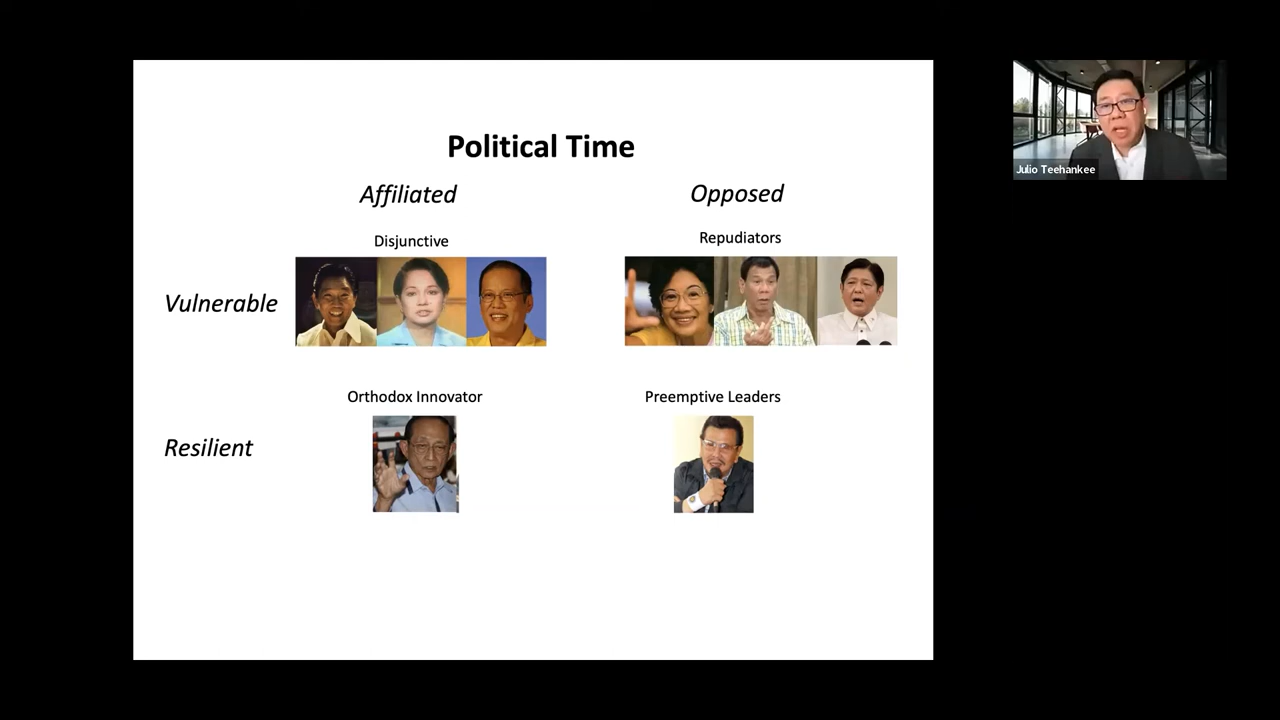 Political Time
Affiliated
Opposed
Disjunctive
Repudiators
Vulnerable
Orthodox Innovator
Preemptive Leaders
Resilient
Julio Teehankee